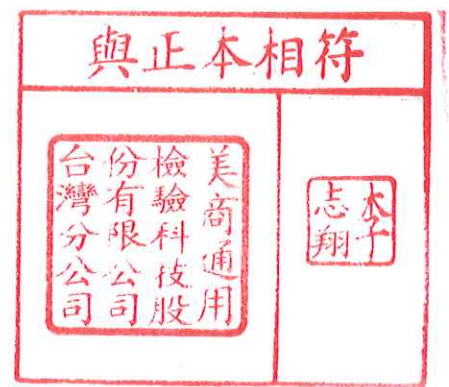 與正本相符
美商通用
檢驗科技股
份有限公司
台灣分公司
李
志翔